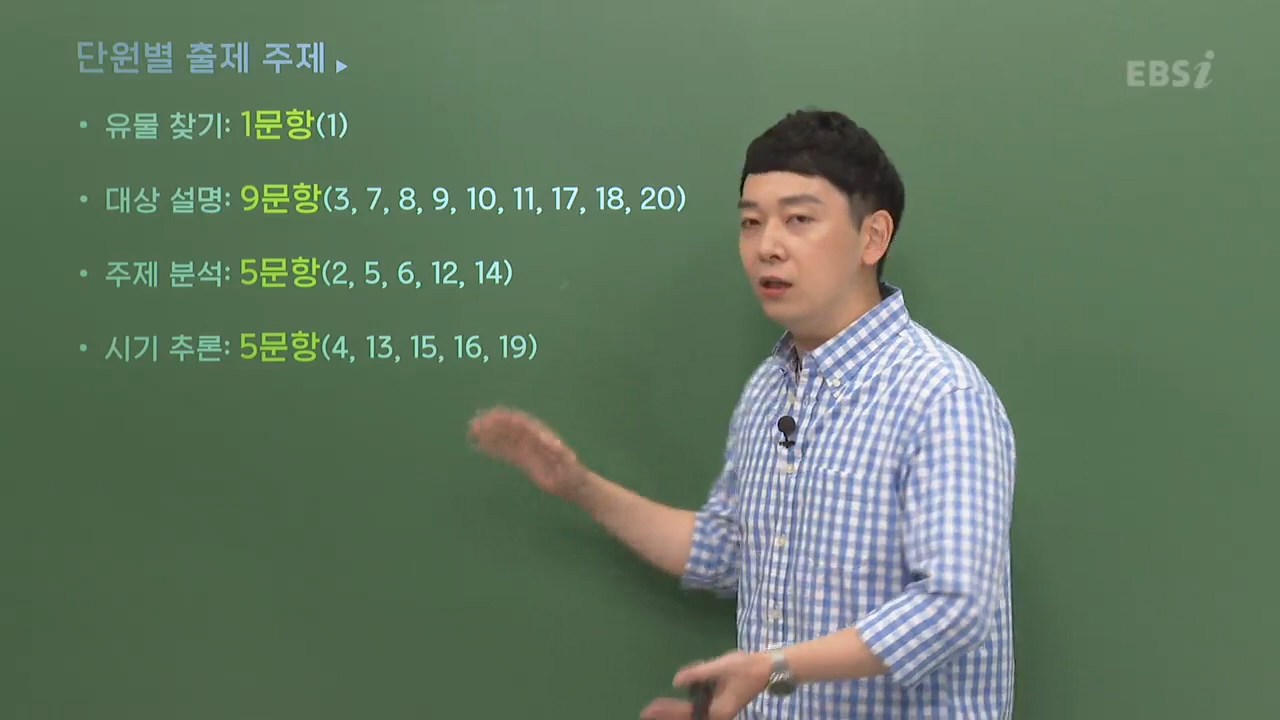 단원별 출제 주제 ▶
EBSi
• 유물 찾기: 1문항(1)
• 대상 설명: 9문항(3, 7, 8, 9, 10, 11, 17, 18, 20)
• 주제 분석: 5문항(2, 5, 6, 12, 14)
• 시기 추론: 5문항(4, 13, 15, 16, 19)